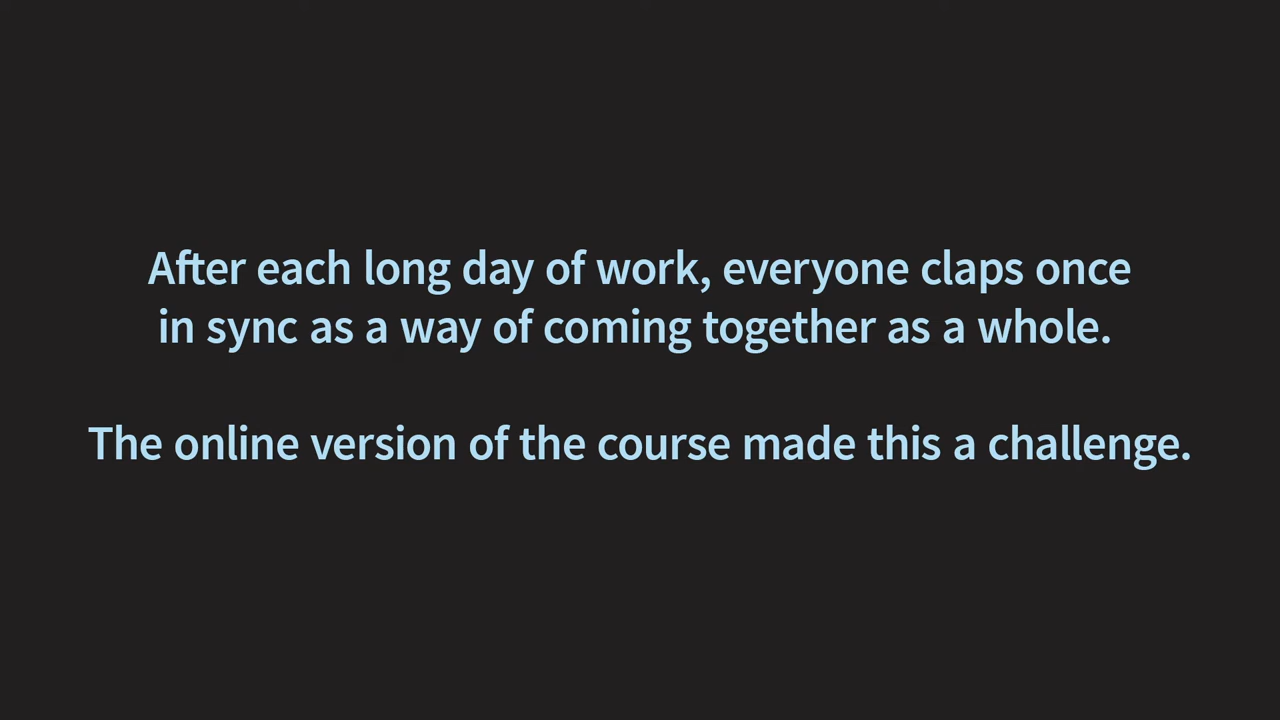 After each long day of work, everyone claps once
in sync as a way of coming together as a whole.
The online version of the course made this a challenge.